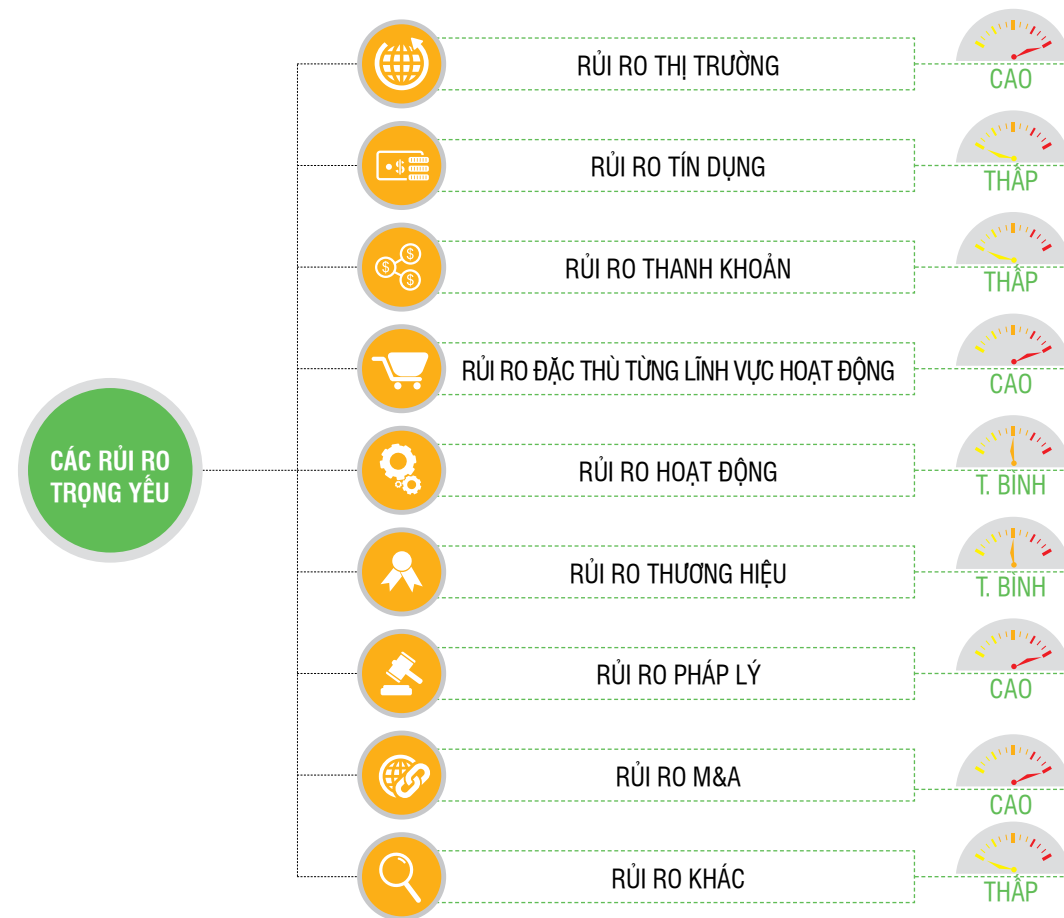 CÁC RỦI RO
TRỌNG YẾU
RỦI RO THỊ TRƯỜNG
CAO
RỦI RO TÍN DỤNG
THẤP
RỦI RO THANH KHOẢN
THẤP
RỦI RO ĐẶC THÙ TỪNG LĨNH VỰC HOẠT ĐỘNG
CAO
RỦI RO HOẠT ĐỘNG
T. BÌNH
RỦI RO THƯƠNG HIỆU
T. BÌNH
RỦI RO PHÁP LÝ
CAO
RỦI RO M&A
CAO
RỦI RO KHÁC
THẤP